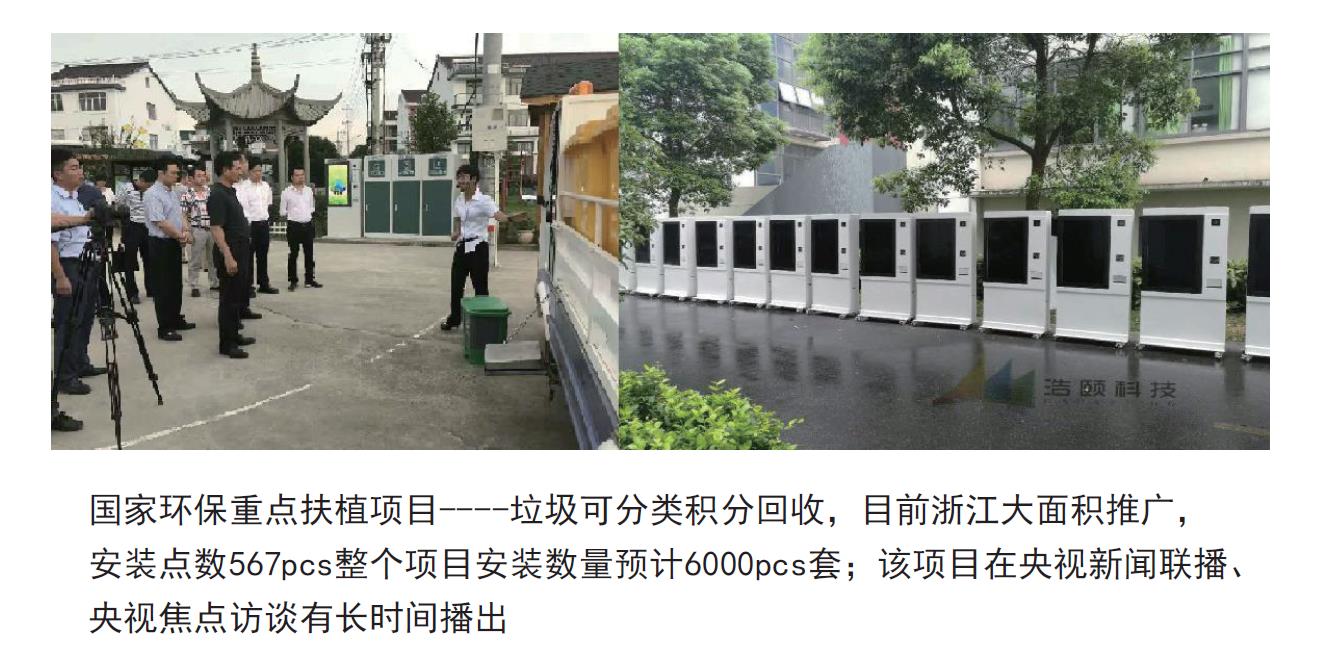 浩颐科技
国家环保重点扶植项目----垃圾可分类积分回收，目前浙江大面积推广，
安装点数567pcs整个项目安装数量预计6000pcs套；该项目在央视新闻联播、
央视焦点访谈有长时间播出